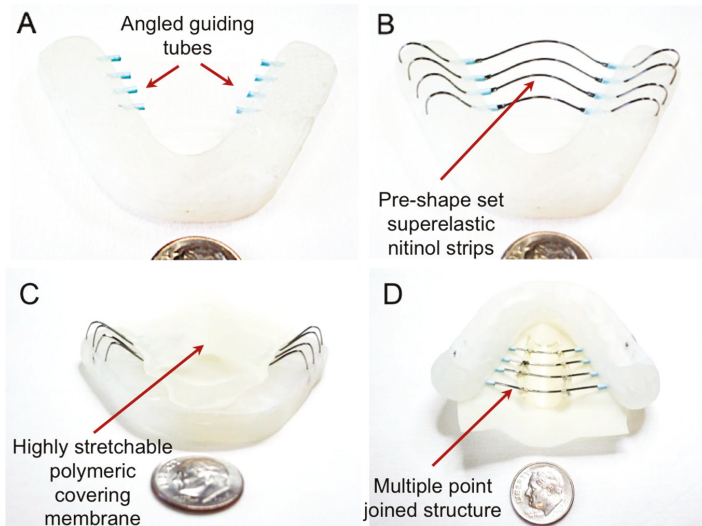 A
Angled guiding
tubes
B
Pre-shape set
superelastic
nitinol strips
C
Highly stretchable
polymeric
covering
membrane
D
Multiple point
joined structure